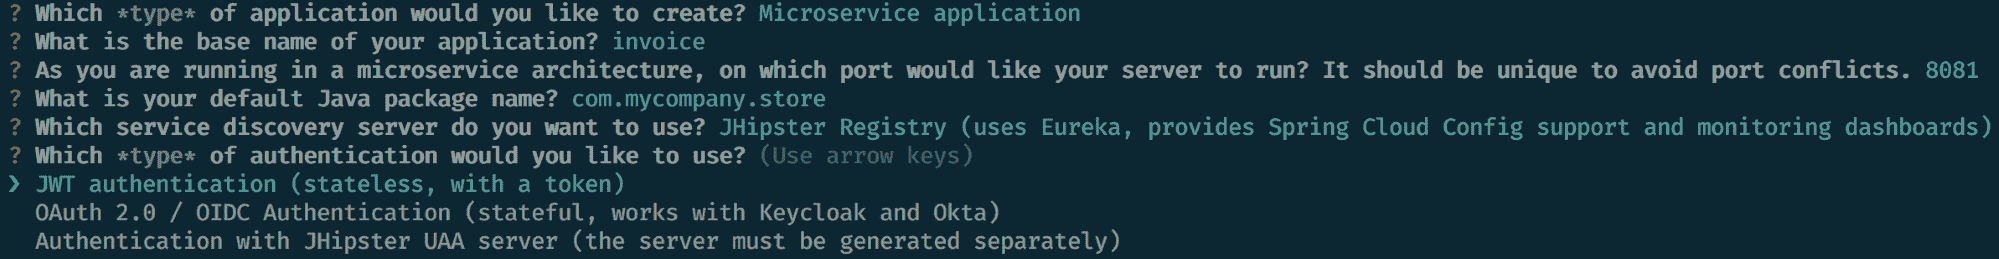 ? Which *type* of application would you like to create? Microservice application
? What is the base name of your application? invoice
? As you are running in a microservice architecture, on which port would like your server to run? It should be unique to avoid port conflicts. 8081
? What is your default Java package name? com.mycompany.store
? Which service discovery server do you want to use? JHipster Registry (uses Eureka, provides Spring Cloud Config support and monitoring dashboards)
? Which *type* of authentication would you like to use? (Use arrow keys)
❯ JWT authentication (stateless, with a token)
OAuth 2.0 / OIDC Authentication (stateful, works with Keycloak and Okta)
Authentication with JHipster UAA server (the server must be generated separately)